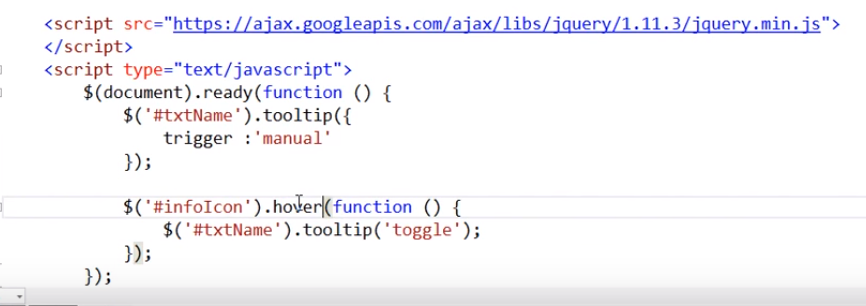 <script src="https://ajax.googleapis.com/ajax/libs/jquery/1.11.3/jquery.min.js">
</script>
<script type="text/javascript">
$(document).ready(function () {
$('#txtName').tooltip({
trigger :'manual'
});
$('#infoIcon').hover(function () {
$('#txtName').tooltip('toggle');
});
});